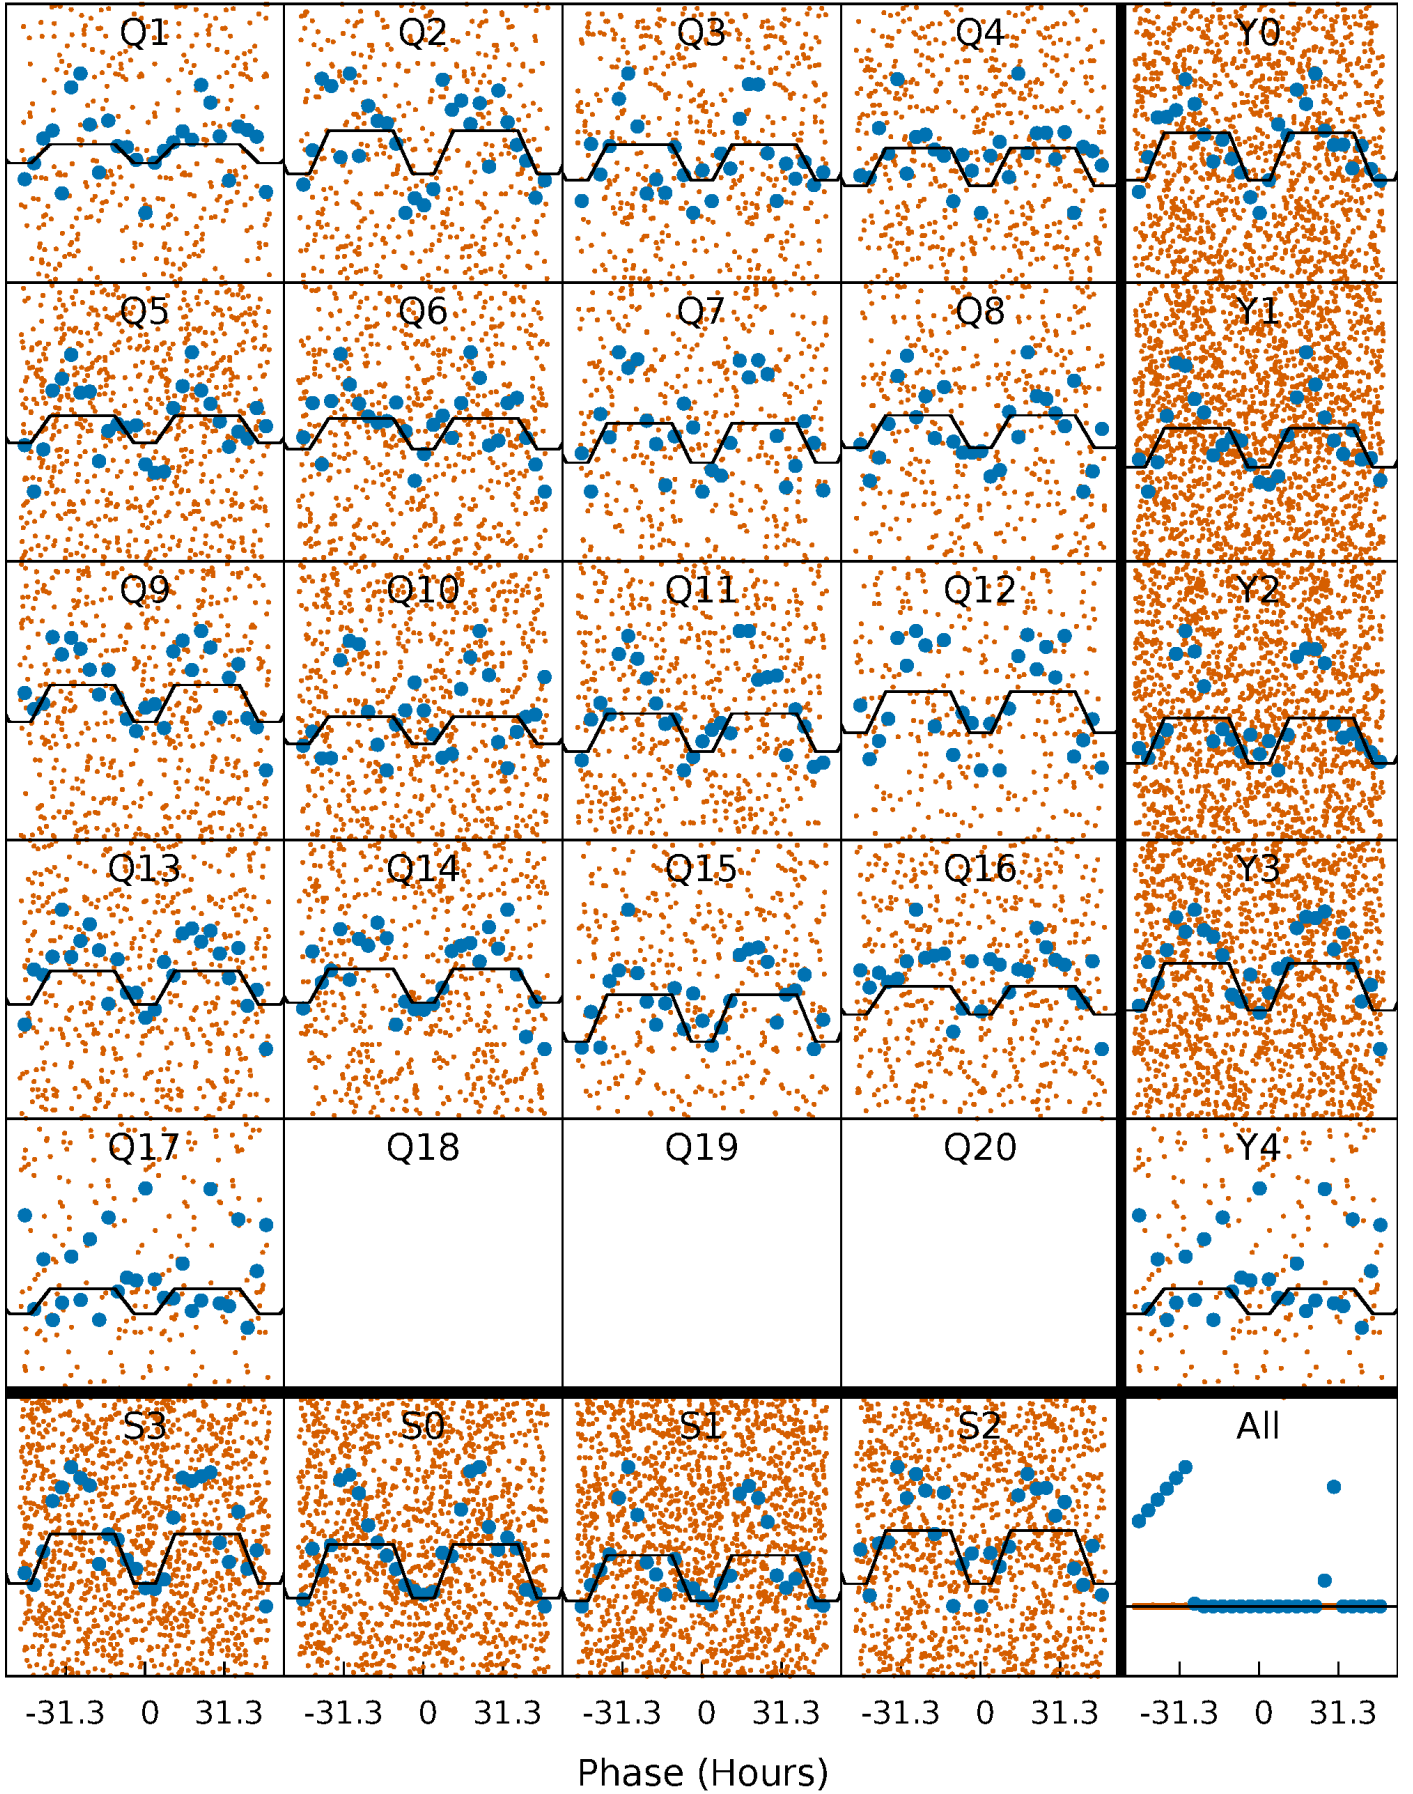 Q1 Q2 Q3 Q4 Y0
Q5 Q6 Q7 Q8 Y1
Q9 Q10 Q11 Q12 Y2
Q13 Q14 Q15 Q16 Y3
Q17 Q18 Q19 Q20 Y4
S3 S0 S1 S2 All
-31.3 0 31.3 -31.3 0 31.3 -31.3 0 31.3 -31.3 0 31.3 -31.3 0 31.3
Phase (Hours)